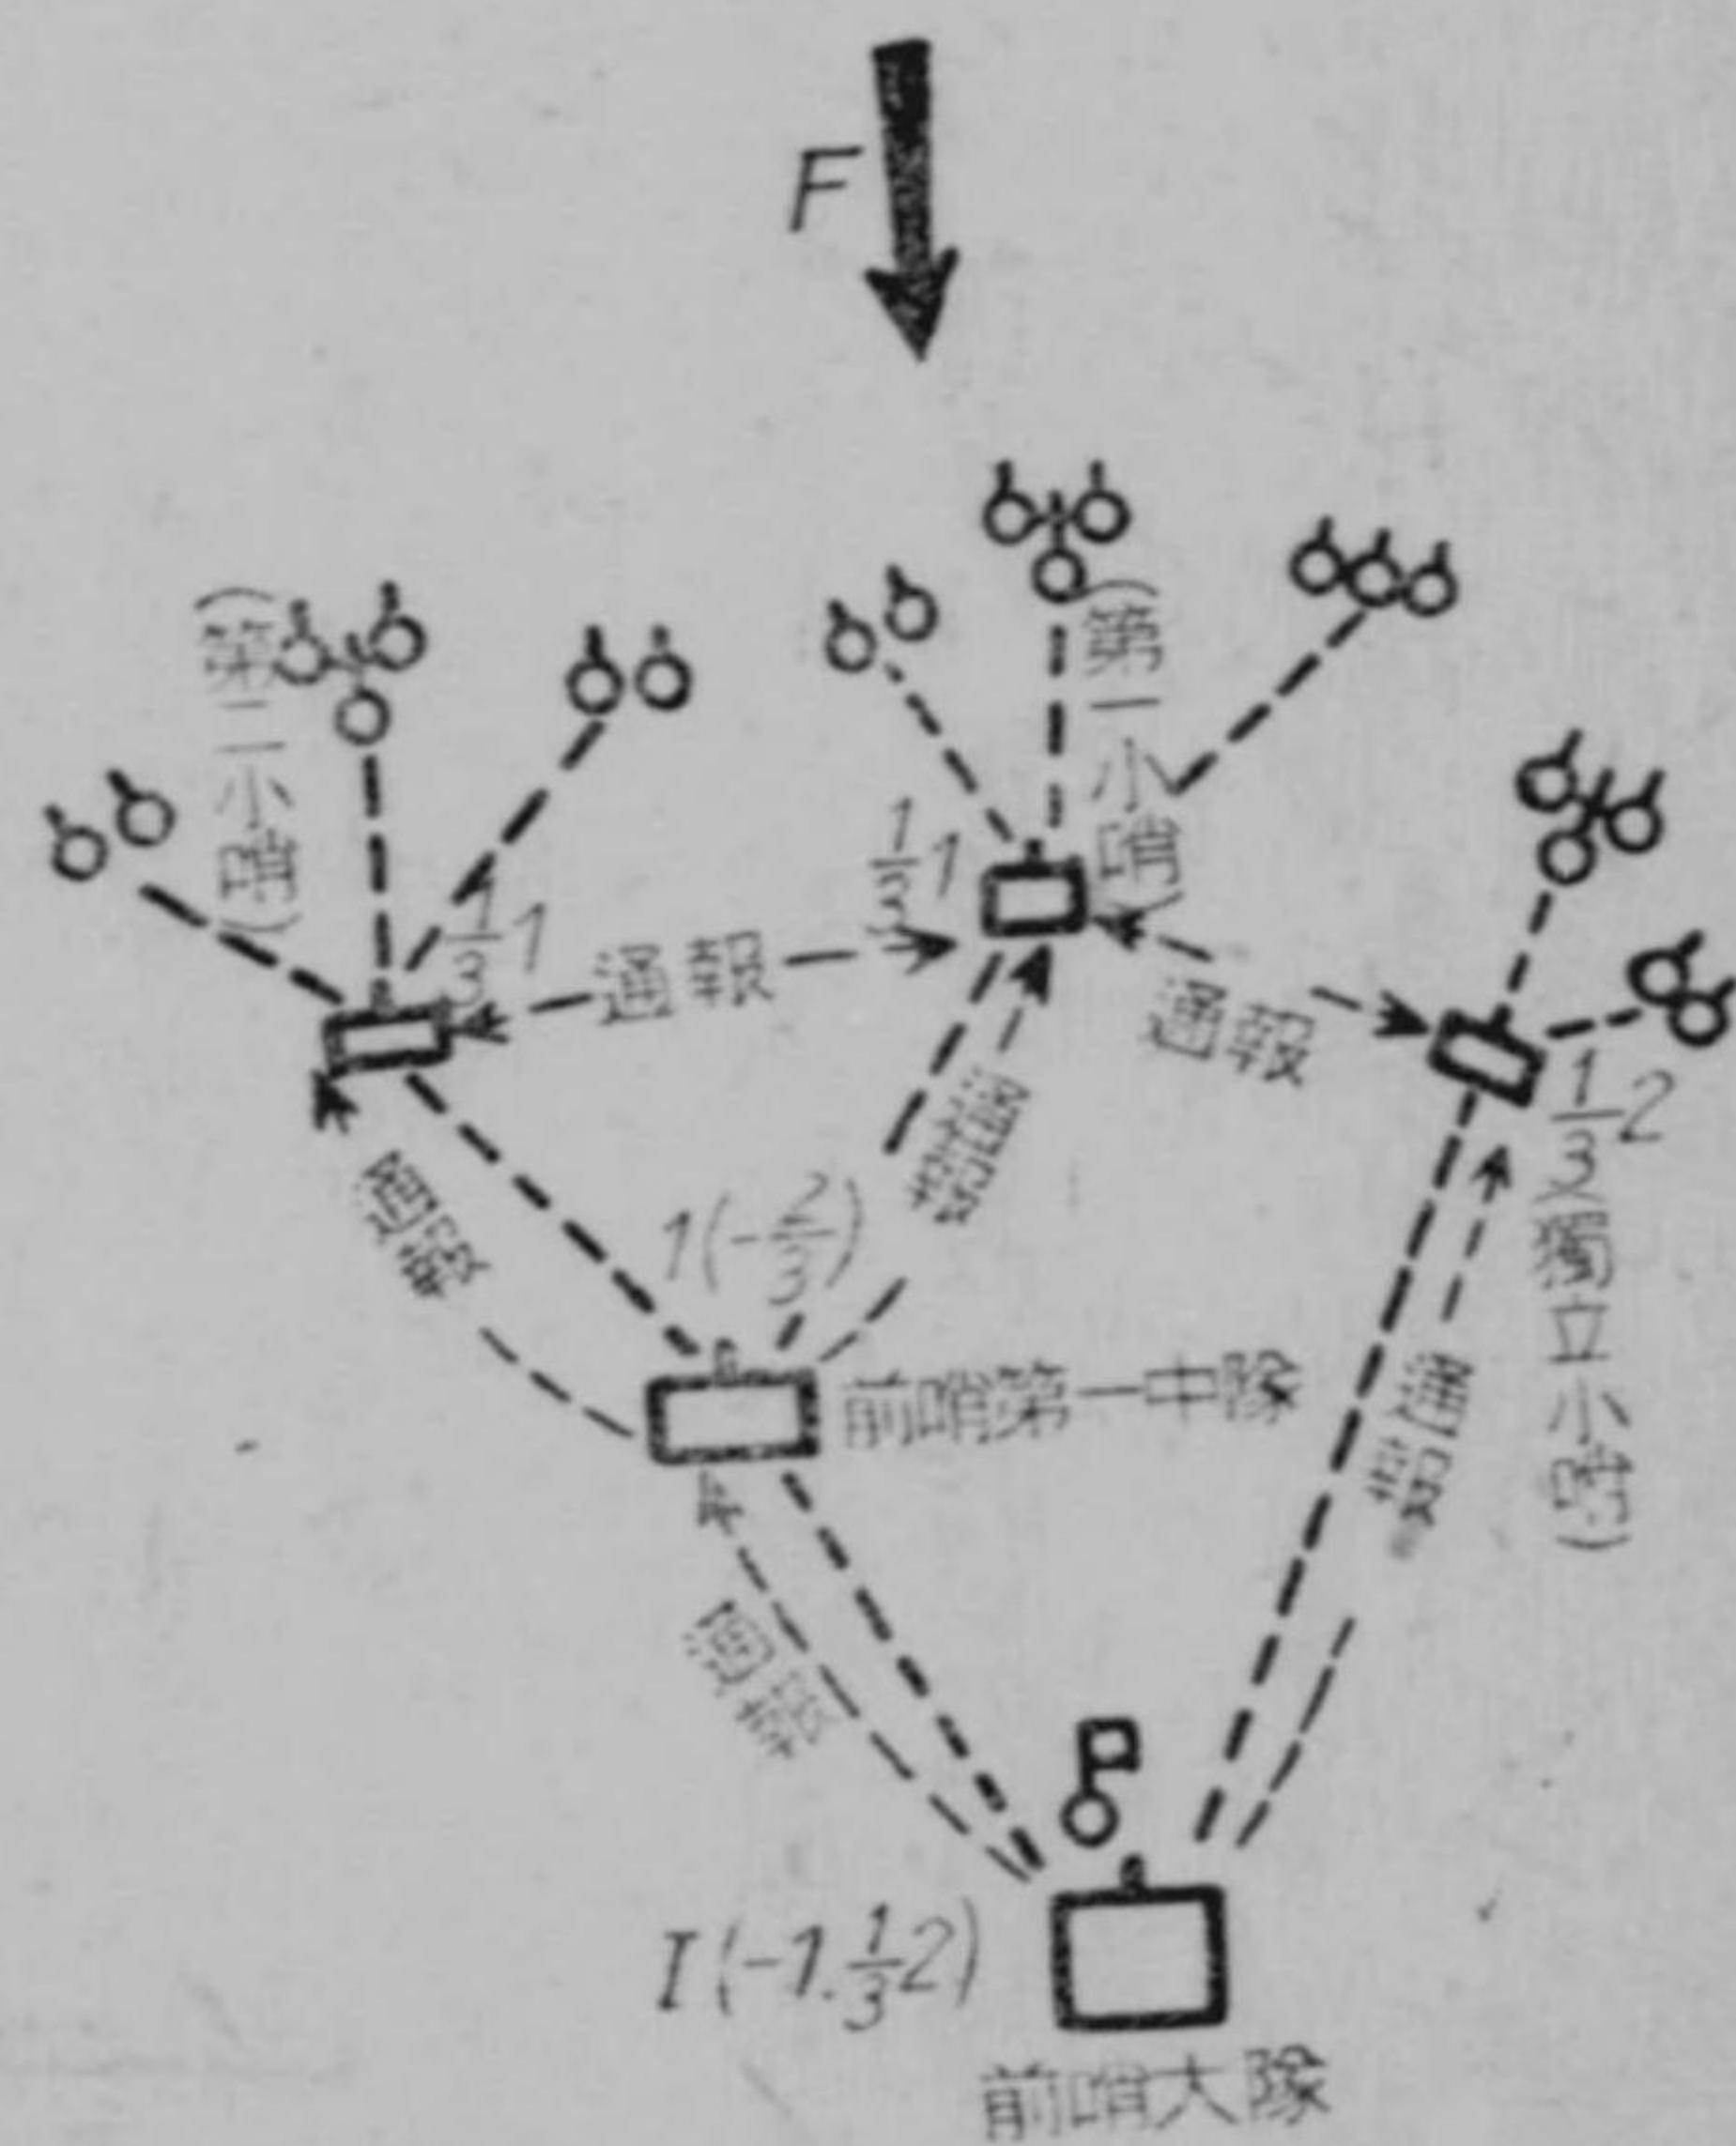 F
(第二小哨)
(第一小哨)
1/3 1
1/3 1
通報
通報
1/3 2
(獨立小哨)
通報
通報
1(-2/3)
前哨第一中隊
通報
通報
I(-1.1/3 2)
前哨大隊